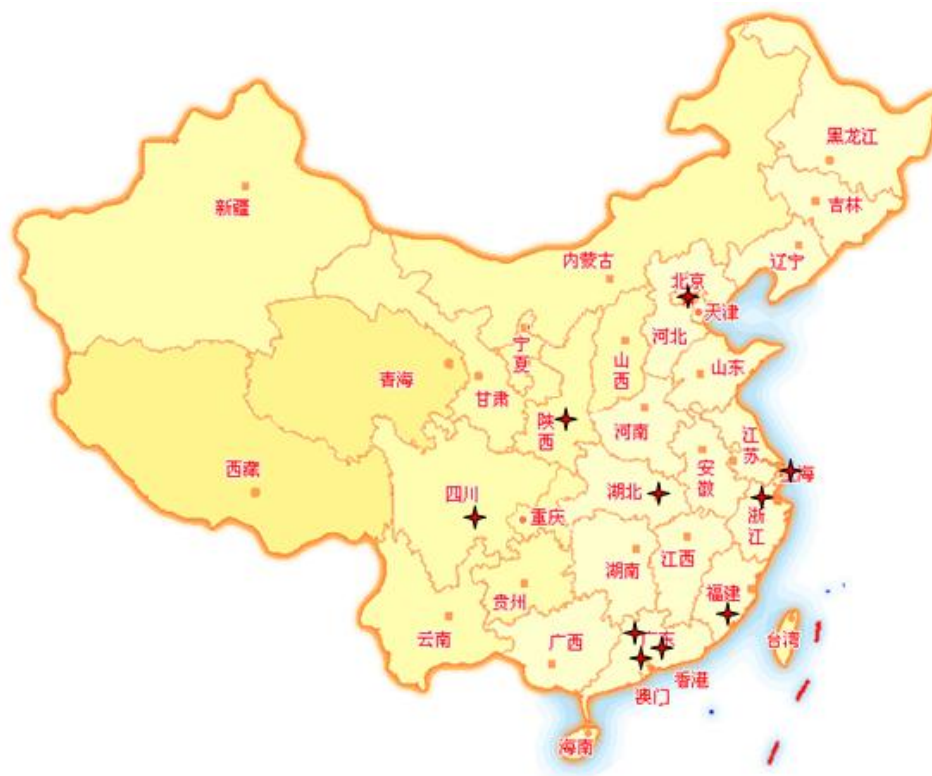 黑龙江
吉林
新疆
辽宁
内蒙古
北京
天津
河北
宁夏
山西
山东
青海
甘肃
陕西
河南
江苏
安徽
西藏
上海
四川
湖北
重庆
浙江
江西
湖南
贵州
福建
云南
广西
广东
台湾
香港
澳门
海南